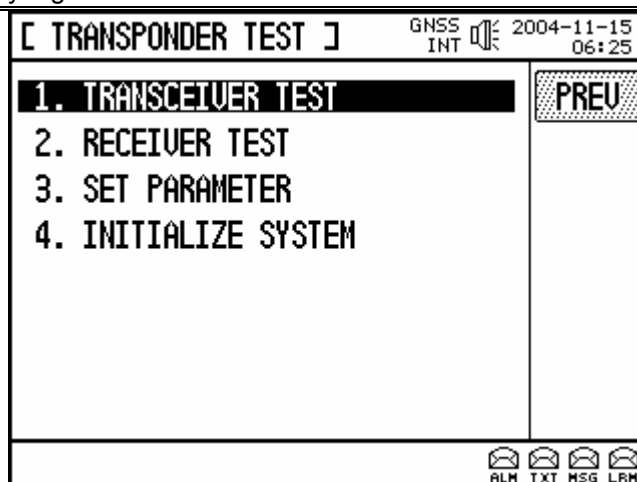 [ TRANSPONDER TEST ] GNSS INT 2004-11-15 06:25
1. TRANSCEIVER TEST
PREV
2. RECEIVER TEST
3. SET PARAMETER
4. INITIALIZE SYSTEM
ALM TXT MSG LRM